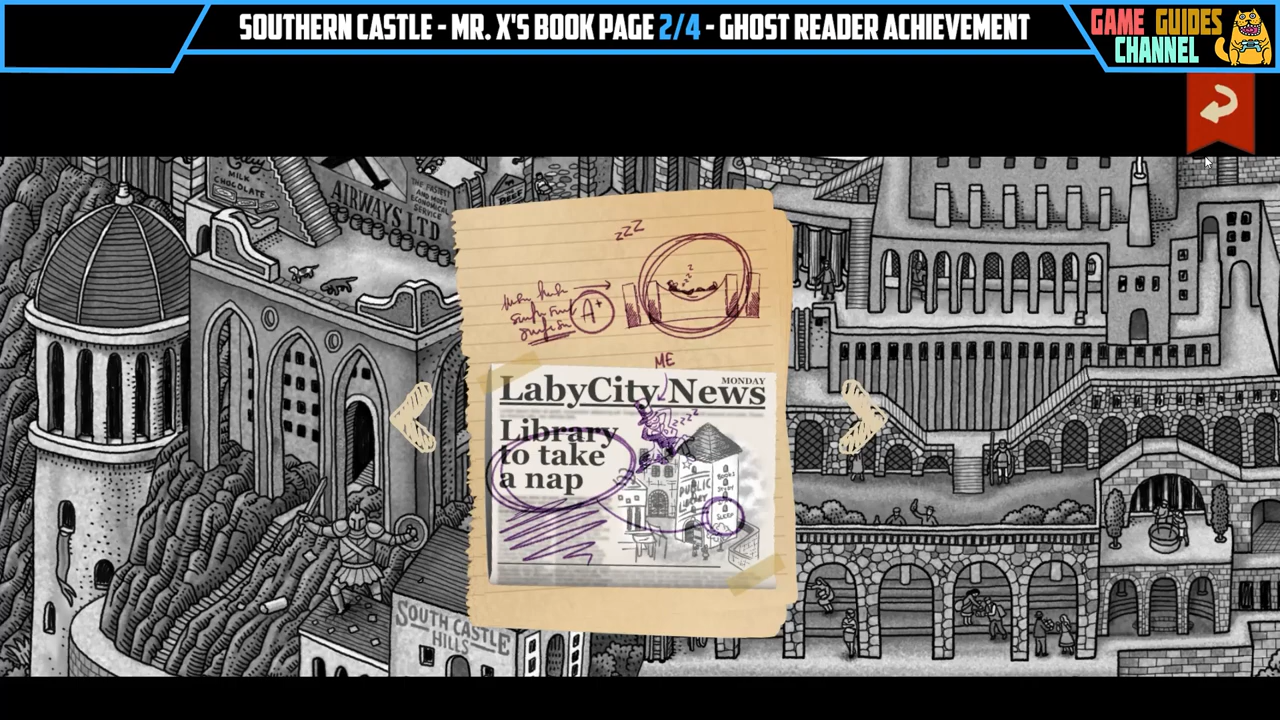 SOUTHERN CASTLE - MR. X'S BOOK PAGE 2/4 - GHOST READER ACHIEVEMENT
GAME GUIDES
CHANNEL
MILK
CHOCOLATE
AIRWAYS LTD
THE FASTEST
AND MOST
ECONOMICAL
SERVICE
zzz
z
z
z
A+
ME
LabyCity News
MONDAY
Library
to take
a nap
zzzz
PUBLIC
SLEEP
SOUTH CASTLE
HILLS